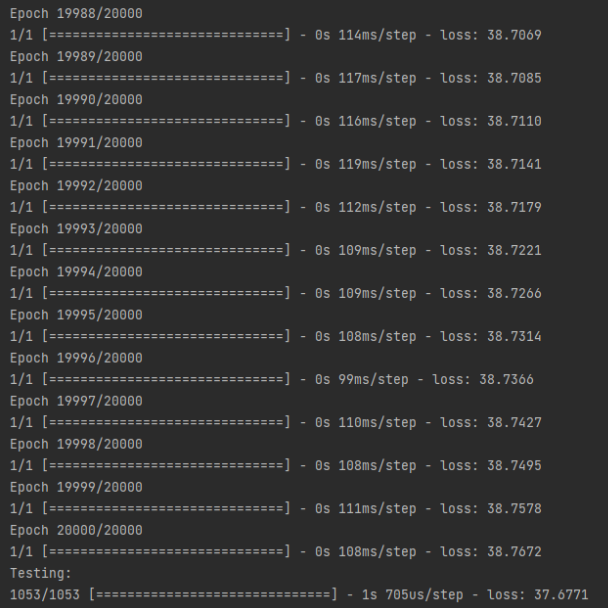 Epoch 19988/20000
1/1 [==============================] - 0s 114ms/step - loss: 38.7069
Epoch 19989/20000
1/1 [==============================] - 0s 117ms/step - loss: 38.7085
Epoch 19990/20000
1/1 [==============================] - 0s 116ms/step - loss: 38.7110
Epoch 19991/20000
1/1 [==============================] - 0s 119ms/step - loss: 38.7141
Epoch 19992/20000
1/1 [==============================] - 0s 112ms/step - loss: 38.7179
Epoch 19993/20000
1/1 [==============================] - 0s 109ms/step - loss: 38.7221
Epoch 19994/20000
1/1 [==============================] - 0s 109ms/step - loss: 38.7266
Epoch 19995/20000
1/1 [==============================] - 0s 108ms/step - loss: 38.7314
Epoch 19996/20000
1/1 [==============================] - 0s 99ms/step - loss: 38.7366
Epoch 19997/20000
1/1 [==============================] - 0s 110ms/step - loss: 38.7427
Epoch 19998/20000
1/1 [==============================] - 0s 108ms/step - loss: 38.7495
Epoch 19999/20000
1/1 [==============================] - 0s 111ms/step - loss: 38.7578
Epoch 20000/20000
1/1 [==============================] - 0s 108ms/step - loss: 38.7672
Testing:
1053/1053 [==============================] - 1s 705us/step - loss: 37.6771